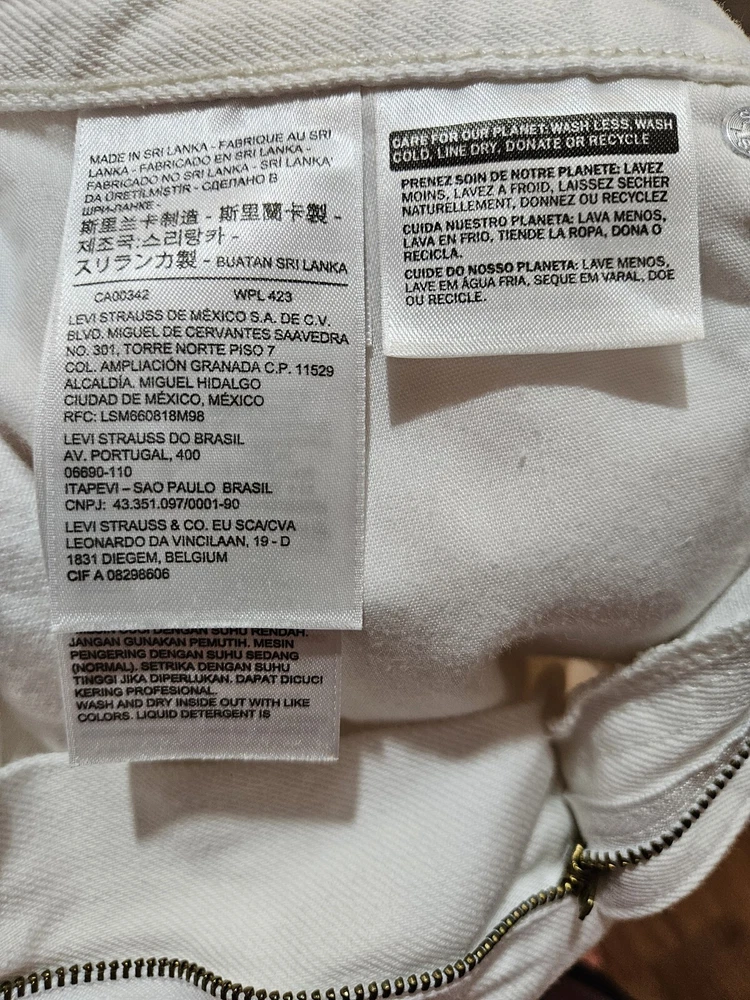 MADE IN SRI LANKA - FABRIQUE AU SRI
LANKA - FABRICADO EN SRI LANKA -
FABRICADO NO SRI LANKA - SRI LANKA'
DA ÜRETİLMİŞTİR - СДЕЛАНО В
ШРИ-ЛАНКЕ -
斯里兰卡制造 - 斯里蘭卡製 -
제조국:스리랑카 -
スリランカ製 - BUATAN SRI LANKA
CA00342 WPL 423
LEVI STRAUSS DE MÉXICO S.A. DE C.V.
BLVD. MIGUEL DE CERVANTES SAAVEDRA
NO. 301, TORRE NORTE PISO 7
COL. AMPLIACIÓN GRANADA C.P. 11529
ALCALDÍA. MIGUEL HIDALGO
CIUDAD DE MÉXICO, MÉXICO
RFC: LSM660818M98
LEVI STRAUSS DO BRASIL
AV. PORTUGAL, 400
06690-110
ITAPEVI – SAO PAULO BRASIL
CNPJ: 43.351.097/0001-90
LEVI STRAUSS & CO. EU SCA/CVA
LEONARDO DA VINCILAAN, 19 - D
1831 DIEGEM, BELGIUM
CIF A 08298606
DENGAN SUHU RENDAH.
JANGAN GUNAKAN PEMUTIH. MESIN
PENGERING DENGAN SUHU SEDANG
(NORMAL). SETRIKA DENGAN SUHU
TINGGI JIKA DIPERLUKAN. DAPAT DICUCI
KERING PROFESIONAL.
WASH AND DRY INSIDE OUT WITH LIKE
COLORS. LIQUID DETERGENT IS
CARE FOR OUR PLANET: WASH LESS, WASH
COLD, LINE DRY, DONATE OR RECYCLE
PRENEZ SOIN DE NOTRE PLANETE: LAVEZ
MOINS, LAVEZ A FROID, LAISSEZ SECHER
NATURELLEMENT, DONNEZ OU RECYCLEZ
CUIDA NUESTRO PLANETA: LAVA MENOS,
LAVA EN FRIO, TIENDE LA ROPA, DONA O
RECICLA.
CUIDE DO NOSSO PLANETA: LAVE MENOS,
LAVE EM ÁGUA FRIA, SEQUE EM VARAL, DOE
OU RECICLE.